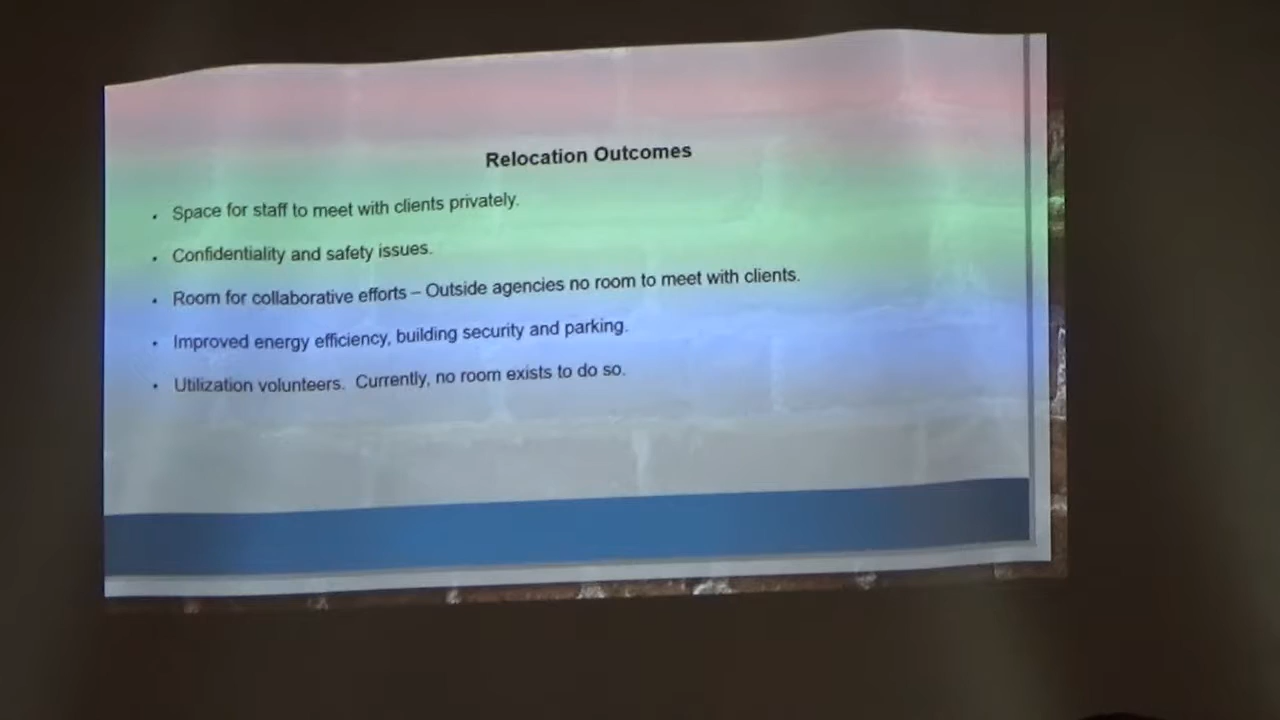 Relocation Outcomes
• Space for staff to meet with clients privately.
• Confidentiality and safety issues.
• Room for collaborative efforts – Outside agencies no room to meet with clients.
• Improved energy efficiency, building security and parking.
• Utilization volunteers. Currently, no room exists to do so.